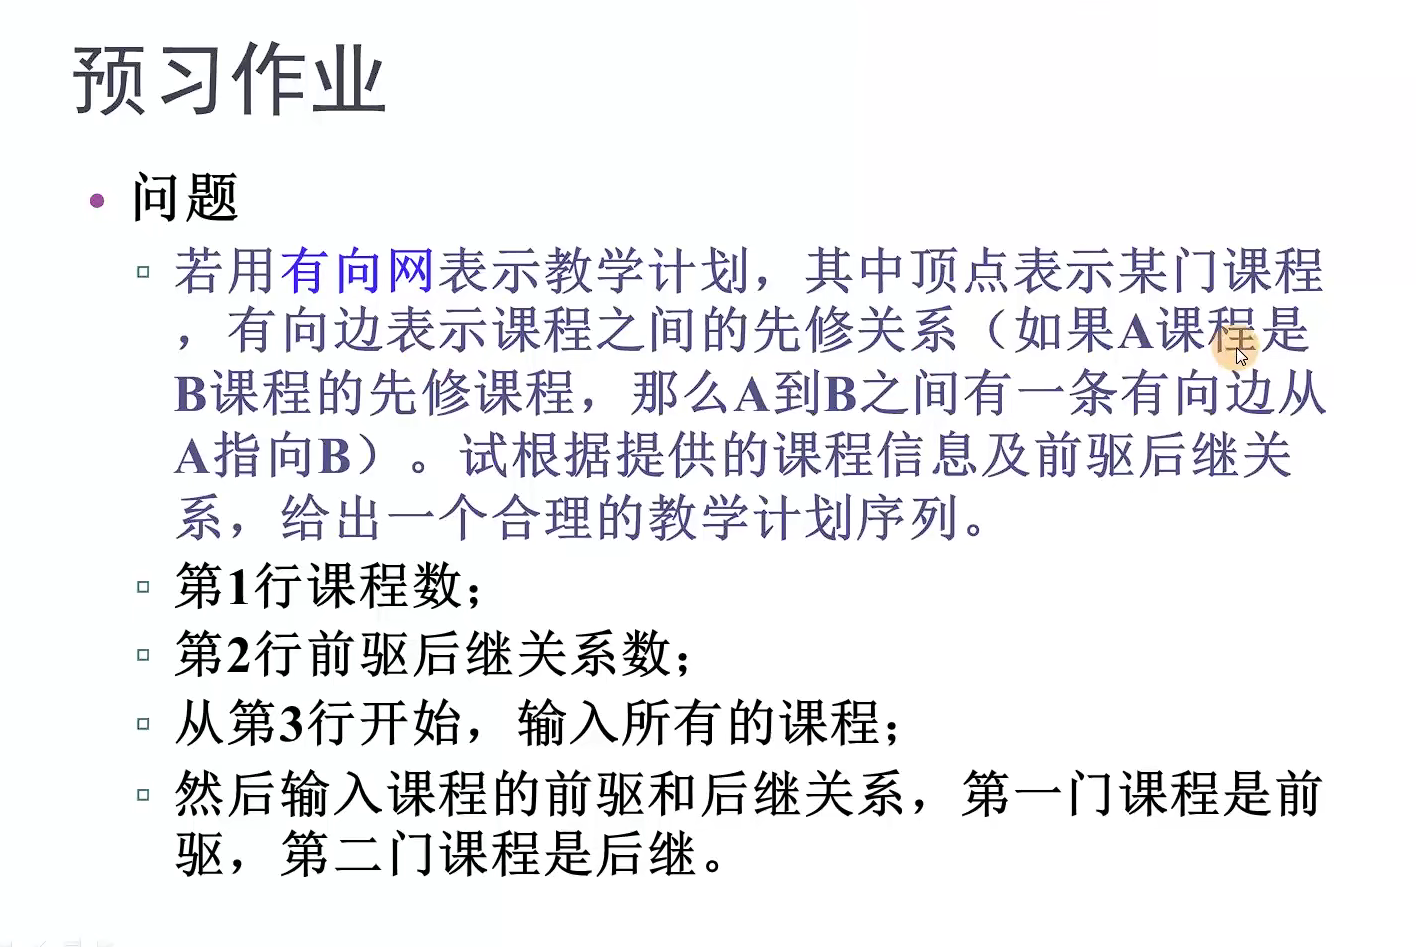 预习作业
• 问题
▫ 若用有向网表示教学计划，其中顶点表示某门课程
，有向边表示课程之间的先修关系（如果A课程是
B课程的先修课程，那么A到B之间有一条有向边从
A指向B）。试根据提供的课程信息及前驱后继关
系，给出一个合理的教学计划序列。
▫ 第1行课程数；
▫ 第2行前驱后继关系数；
▫ 从第3行开始，输入所有的课程；
▫ 然后输入课程的前驱和后继关系，第一门课程是前
驱，第二门课程是后继。